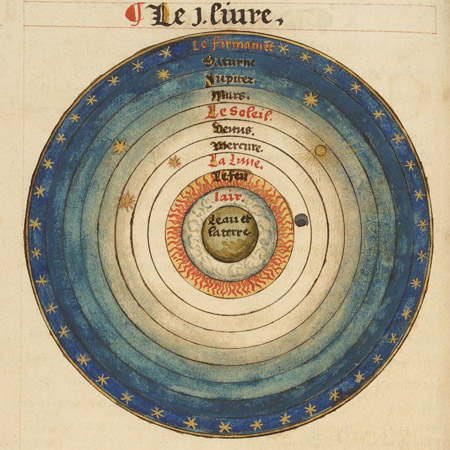 Le j. liure,
Le Firmamēt
Saturne
Jupiter
Mars.
Le Soleil.
Venus.
Mercure.
La Lune.
Le feu
lair.
Leau et
la terre